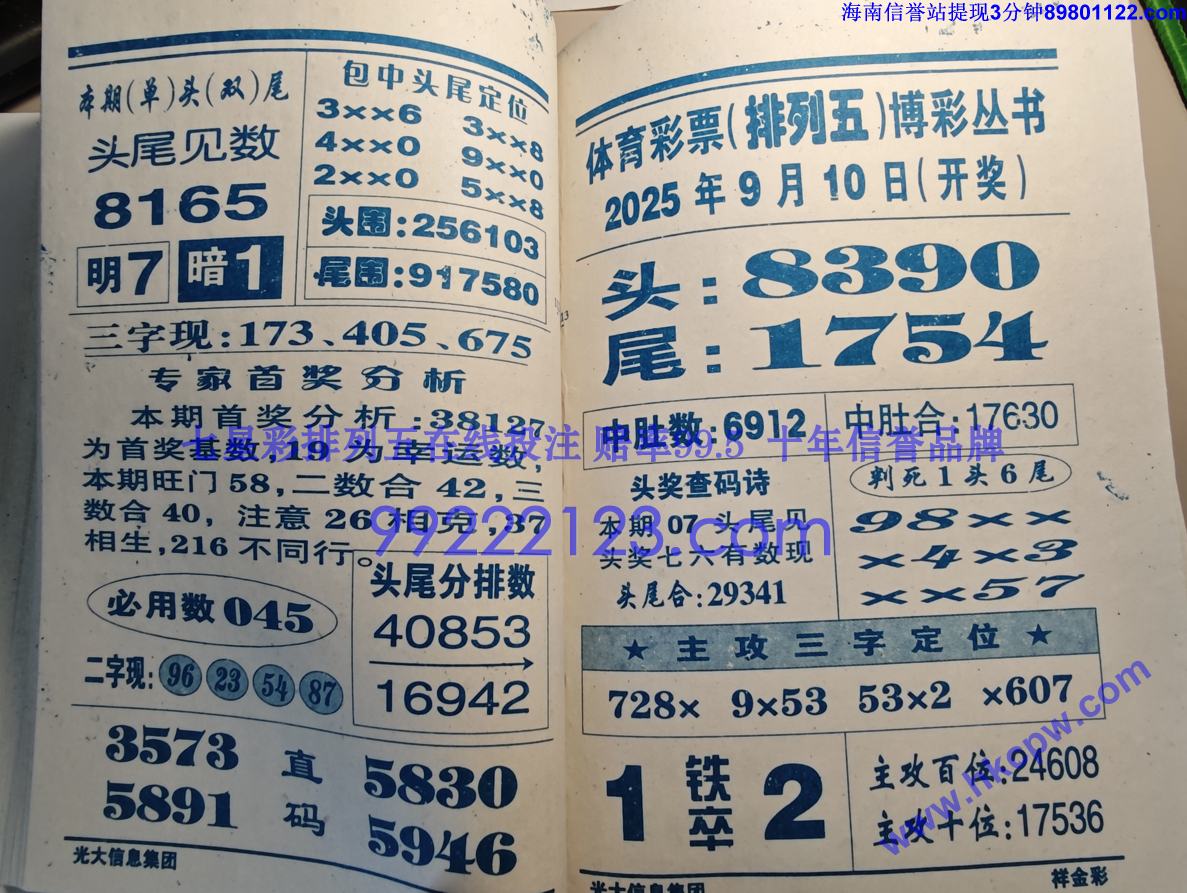 海南信誉站提现3分钟89801122.com
本期(单)头(双)尾
头尾见数
8165
明7 暗1
包中头尾定位
3××6 3××8
4××0 9××0
2××0 5××8
头围:256103
尾围:917580
三字现:173、405、675
专家首奖分析
本期首奖分析:38127
为首奖基数,19为幸运数,
本期旺门58,二数合42,三
数合40,注意26相克,37
相生,216不同行。
必用数045
二字现: 96 23 54 87
头尾分排数
40853
16942
3573 直 5830
5891 码 5946
光大信息集团
13
体育彩票(排列五)博彩丛书
2025年9月10日(开奖)
头:8390
尾:1754
中肚数:6912
中肚合:17630
头奖查码诗
本期07头尾见
头奖七六有数现
头尾合:29341
判死1头6尾
98××
×4×3
××57
★主攻三字定位★
728× 9×53 53×2 ×607
1 铁卒 2
主攻百位:24608
主攻十位:17536
光大信息集团
祥金彩
七星彩排列五在线投注 赔率99.8 十年信誉品牌
99222123.com
www.hkopw.com